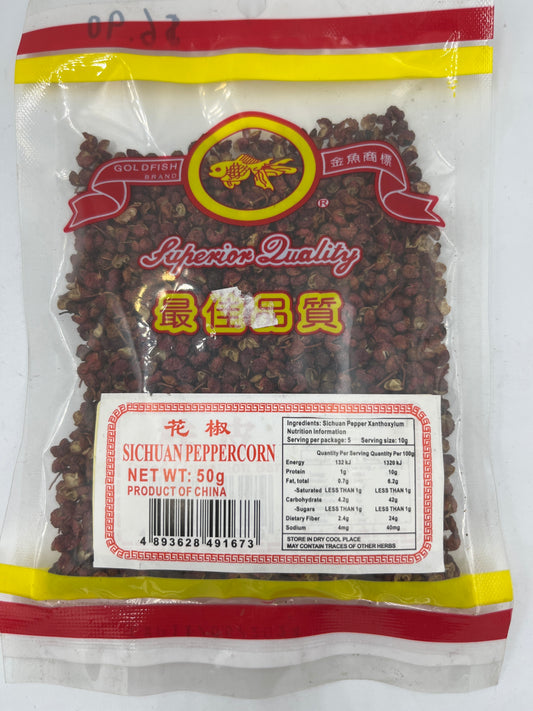 GOLDFISH
BRAND
金魚商標
®
Superior Quality
最佳品質
花椒
SICHUAN PEPPERCORN
NET WT: 50g
PRODUCT OF CHINA
4 893628 491673
Ingredients: Sichuan Pepper Xanthoxylum
Nutrition Information
Serving per package: 5 Serving size: 10g
Quantity Per Serving Quantity Per 100g
Energy 132 kJ 1320 kJ
Protein 1g 10g
Fat, total 0.7g 6.2g
-Saturated LESS THAN 1g LESS THAN 1g
Carbohydrate 4.2g 42g
-Sugars LESS THAN 1g LESS THAN 1g
Dietary Fiber 2.4g 24g
Sodium 4mg 40mg
STORE IN DRY COOL PLACE
MAY CONTAIN TRACES OF OTHER HERBS